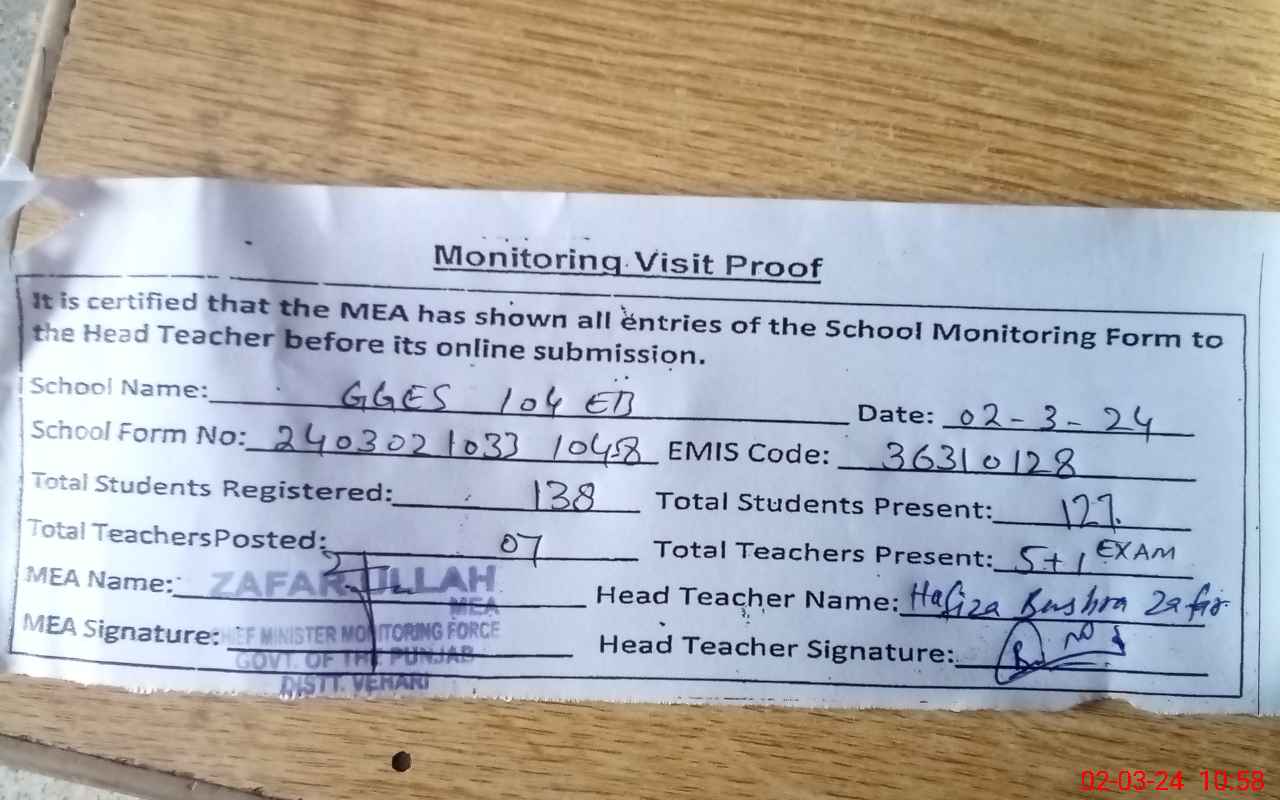 Monitoring Visit Proof
It is certified that the MEA has shown all entries of the School Monitoring Form to
the Head Teacher before its online submission.
School Name: GGES 104 EB Date: 02-3-24
School Form No: 2403021033 1048 EMIS Code: 36310128
Total Students Registered: 138 Total Students Present: 127
Total TeachersPosted: 07 Total Teachers Present: 5+1 EXAM
MEA Name: ZAFAR ULLAH Head Teacher Name: Hafiza Bushra Zafar
MEA
MEA Signature: CHIEF MINISTER MONITORING FORCE Head Teacher Signature:
GOVT. OF THE PUNJAB
DISTT. VEHARI
02-03-24 10:58